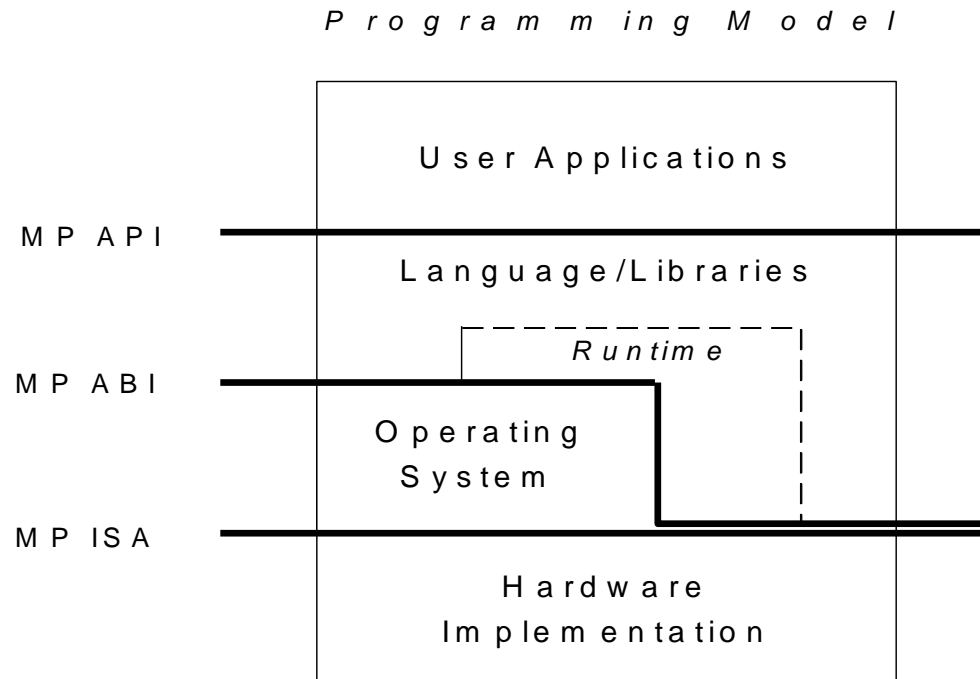 Programming Model
User Applications
MP API
Language/Libraries
Runtime
MP ABI
Operating
System
MP ISA
Hardware
Implementation